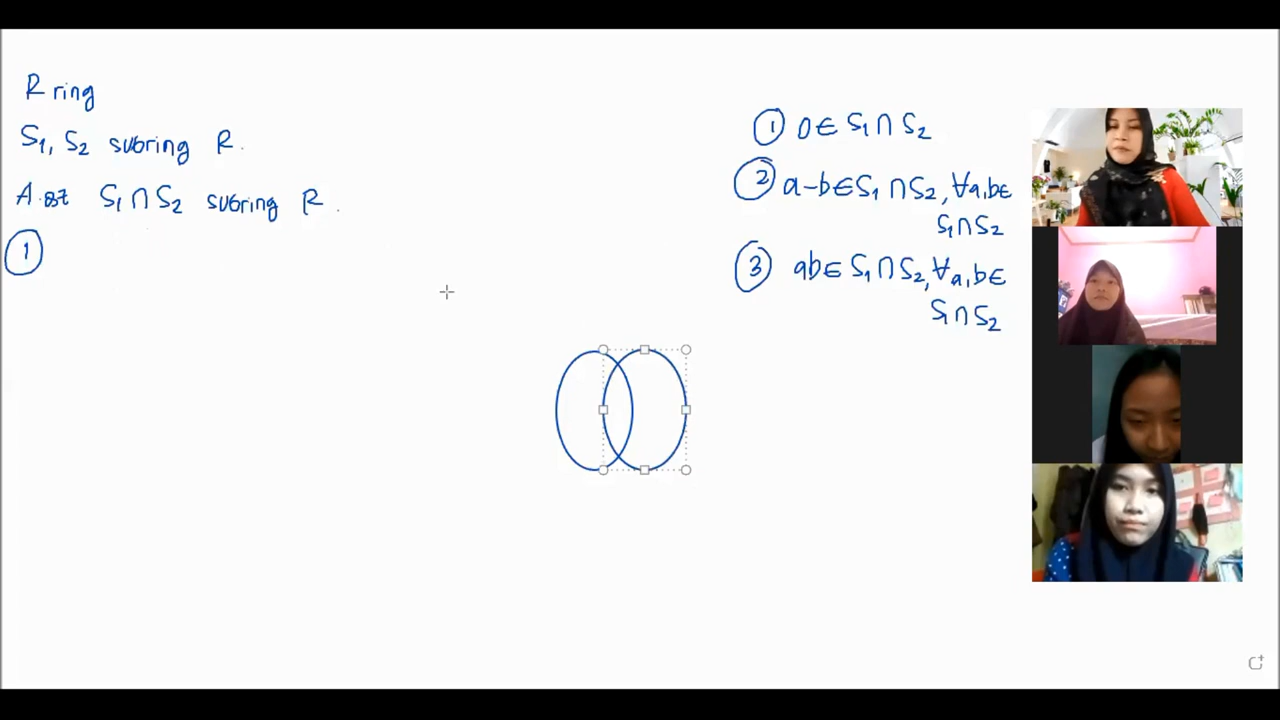 R ring
S1, S2 subring R.
A. S1 ∩ S2 subring R.
①
① 0 ∈ S1 ∩ S2
② a-b ∈ S1 ∩ S2, ∀a,b ∈
S1 ∩ S2
③ ab ∈ S1 ∩ S2, ∀a,b ∈
S1 ∩ S2